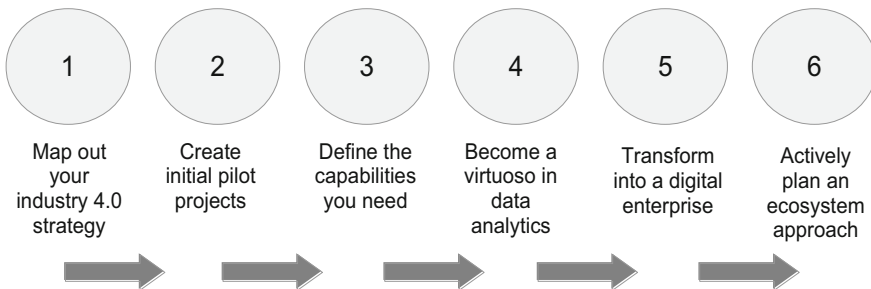 1
2
3
4
5
6
Map out
your
industry 4.0
strategy
Create
initial pilot
projects
Define the
capabilities
you need
Become a
virtuoso in
data
analytics
Transform
into a digital
enterprise
Actively
plan an
ecosystem
approach